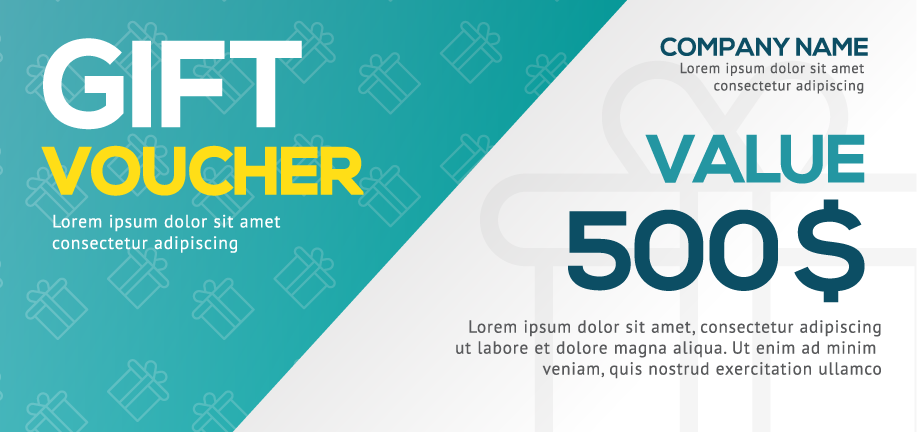 GIFT
VOUCHER
Lorem ipsum dolor sit amet
consectetur adipiscing
COMPANY NAME
Lorem ipsum dolor sit amet
consectetur adipiscing
VALUE
500$
Lorem ipsum dolor sit amet, consectetur adipiscing
ut labore et dolore magna aliqua. Ut enim ad minim
veniam, quis nostrud exercitation ullamco